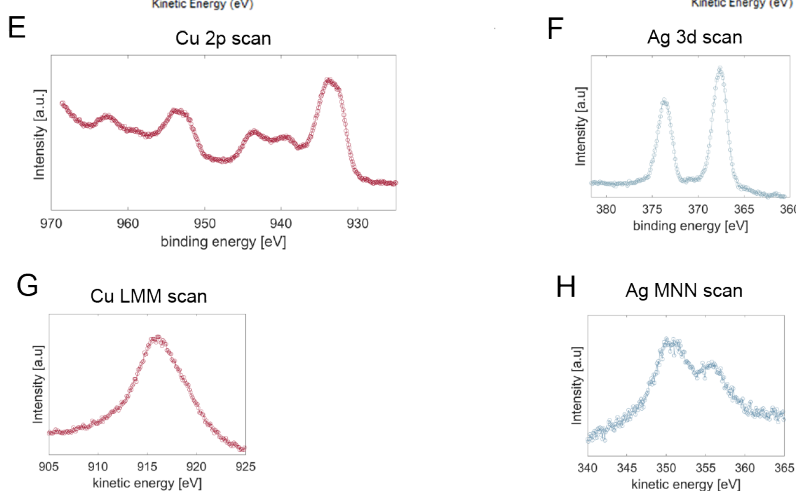 Kinetic Energy (eV)
Kinetic Energy (eV)
E
Cu 2p scan
Intensity [a.u.]
970 960 950 940 930
binding energy [eV]
F
Ag 3d scan
Intensity [a.u.]
380 375 370 365 360
binding energy [eV]
G
Cu LMM scan
Intensity [a.u]
905 910 915 920 925
kinetic energy [eV]
H
Ag MNN scan
Intensity [a.u]
340 345 350 355 360 365
kinetic energy [eV]